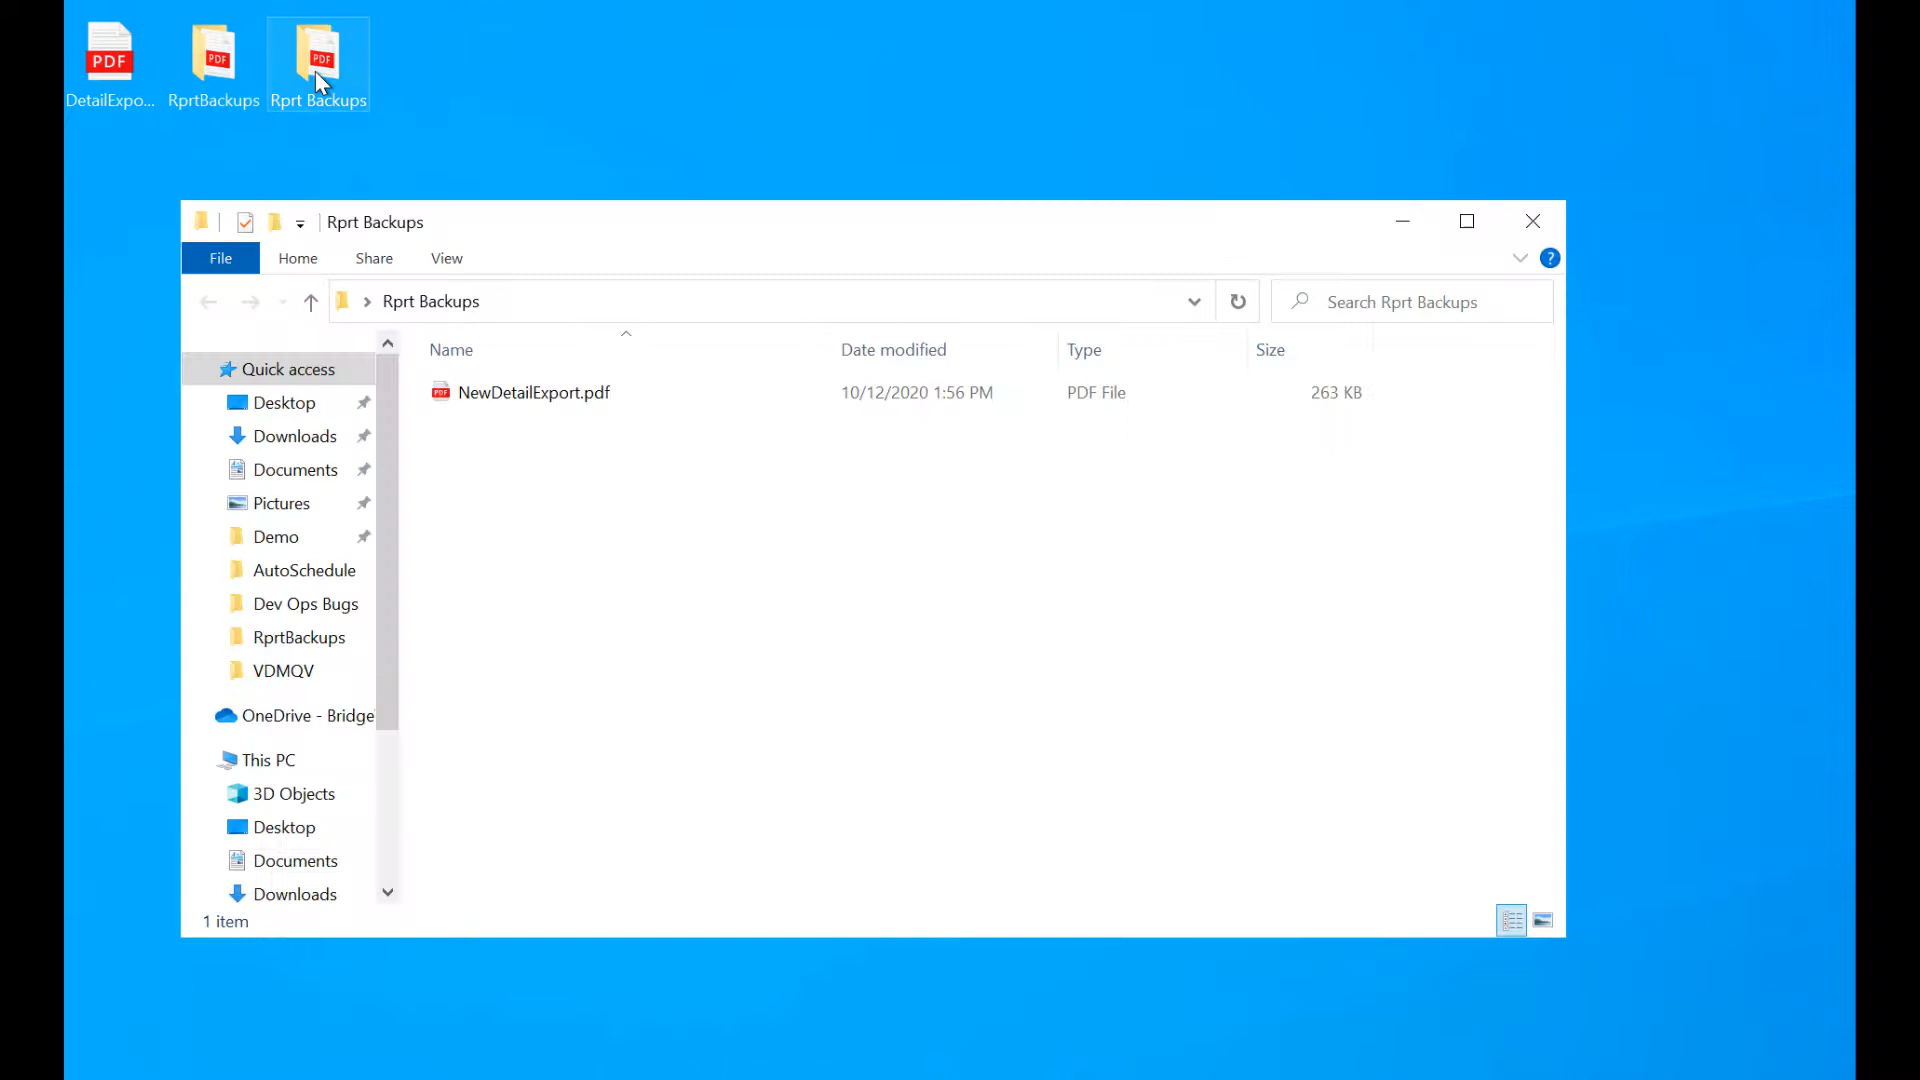 PDF PDF PDF
DetailExpo... RprtBackups Rprt Backups
Rprt Backups
File Home Share View ?
Rprt Backups Search Rprt Backups
Name Date modified Type Size
NewDetailExport.pdf 10/12/2020 1:56 PM PDF File 263 KB
Quick access
Desktop
Downloads
Documents
Pictures
Demo
AutoSchedule
Dev Ops Bugs
RprtBackups
VDMQV
OneDrive - Bridge
This PC
3D Objects
Desktop
Documents
Downloads
1 item